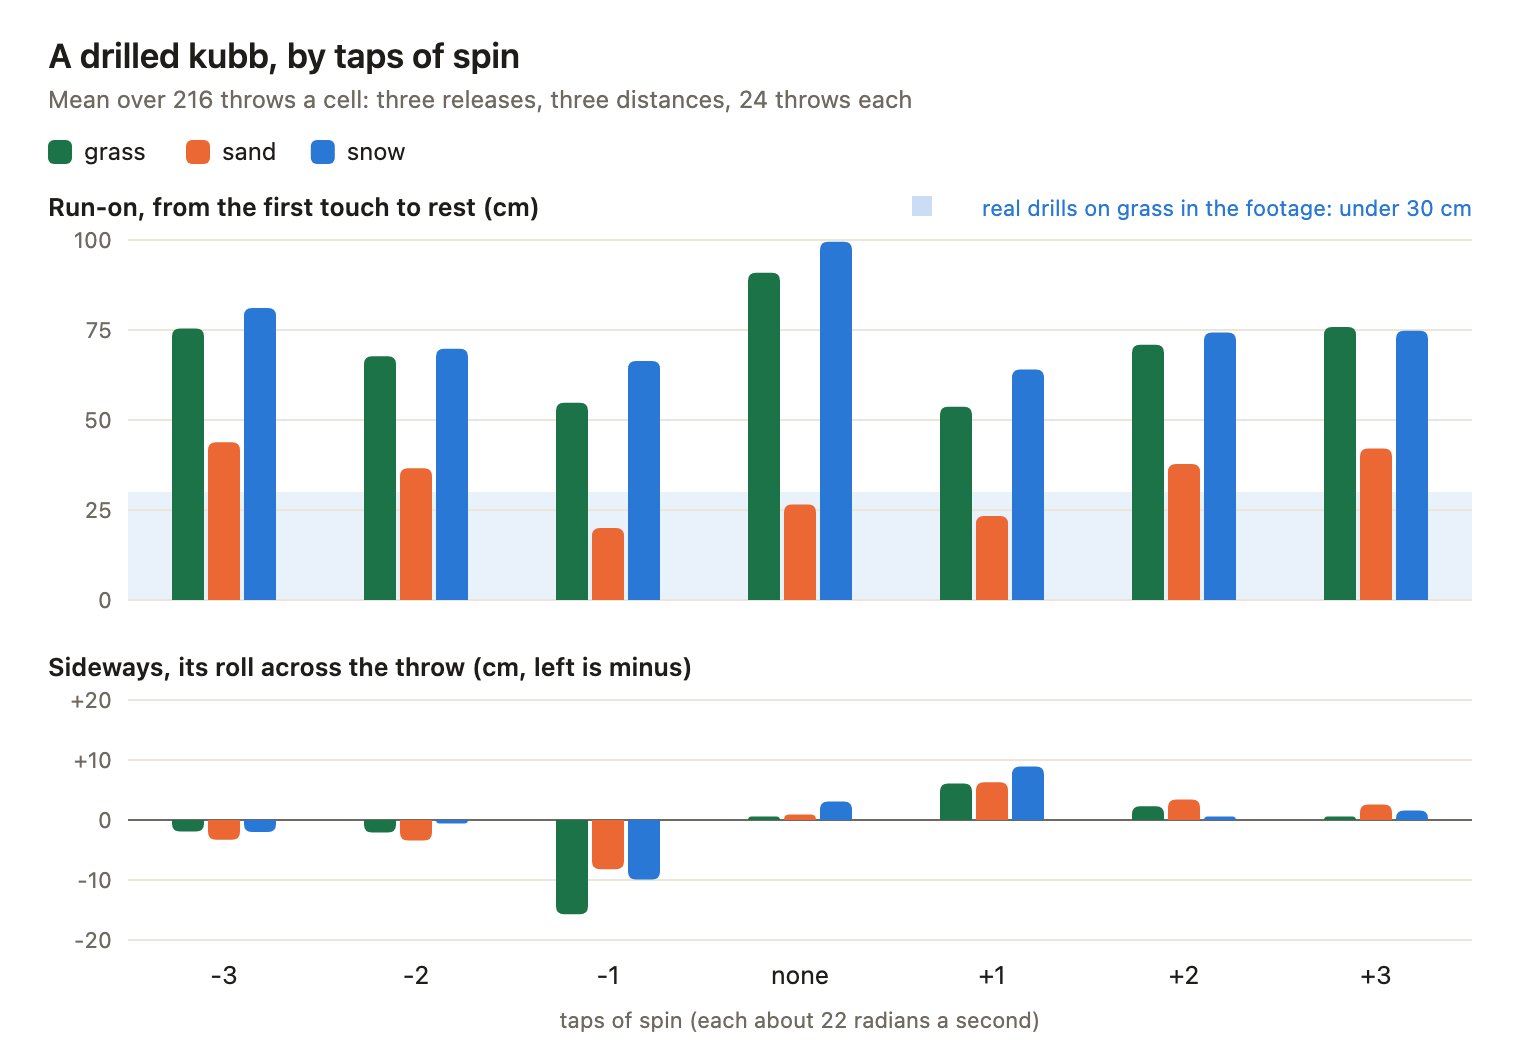 A drilled kubb, by taps of spin
Mean over 216 throws a cell: three releases, three distances, 24 throws each
grass sand snow
Run-on, from the first touch to rest (cm)
real drills on grass in the footage: under 30 cm
100
75
50
25
0
Sideways, its roll across the throw (cm, left is minus)
+20
+10
0
-10
-20
-3 -2 -1 none +1 +2 +3
taps of spin (each about 22 radians a second)